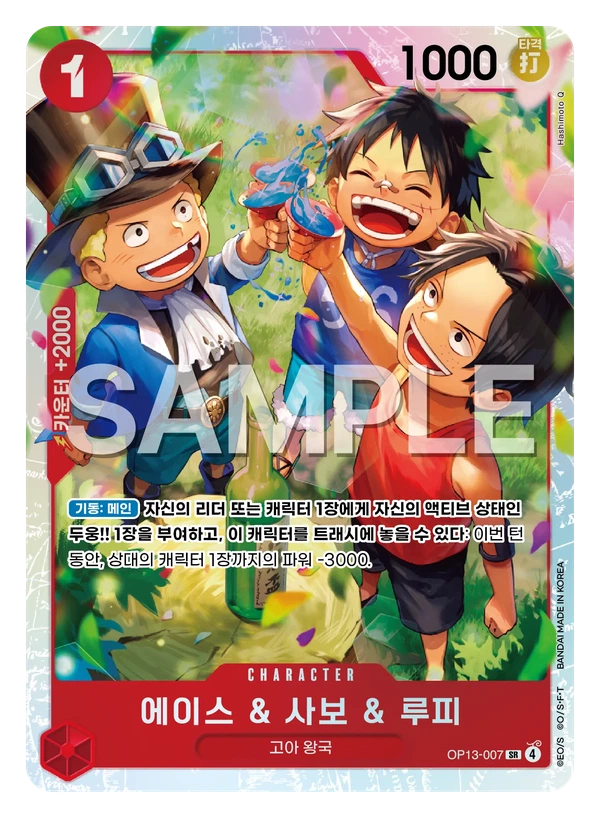 1
1000
타격
打
Hashimoto Q
카운터 +2000
SAMPLE
기동: 메인 자신의 리더 또는 캐릭터 1장에게 자신의 액티브 상태인
두웅!! 1장을 부여하고, 이 캐릭터를 트래시에 놓을 수 있다: 이번 턴
동안, 상대의 캐릭터 1장까지의 파워 -3000.
CHARACTER
에이스 & 사보 & 루피
고아 왕국
OP13-007 SR 4
©E.O/S ©O/S·F·T BANDAI MADE IN KOREA